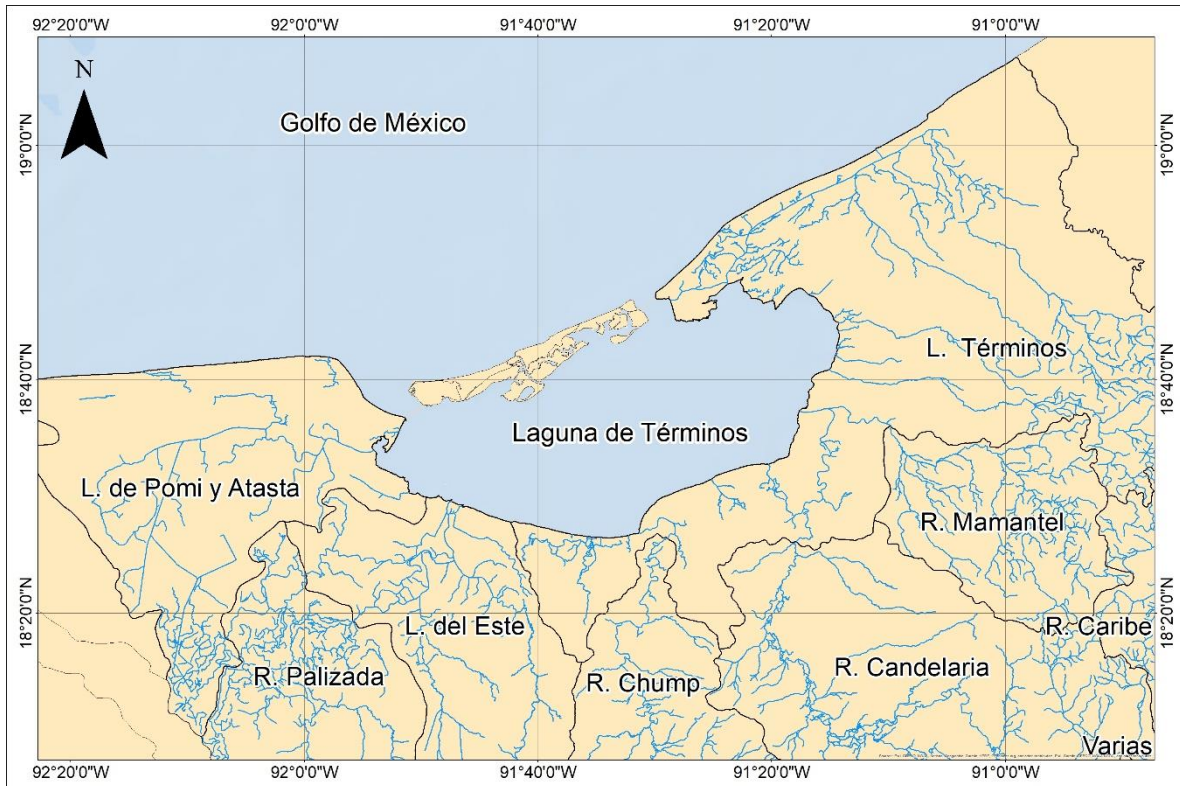 92°20'0"W 92°0'0"W 91°40'0"W 91°20'0"W 91°0'0"W
N
Golfo de México
19°0'0"N 19°0'0"N
L. Términos
18°40'0"N 18°40'0"N
Laguna de Términos
L. de Pomi y Atasta
R. Mamantel
18°20'0"N 18°20'0"N
L. del Este
R. Caribe
R. Palizada
R. Chump
R. Candelaria
Varias
92°20'0"W 92°0'0"W 91°40'0"W 91°20'0"W 91°0'0"W